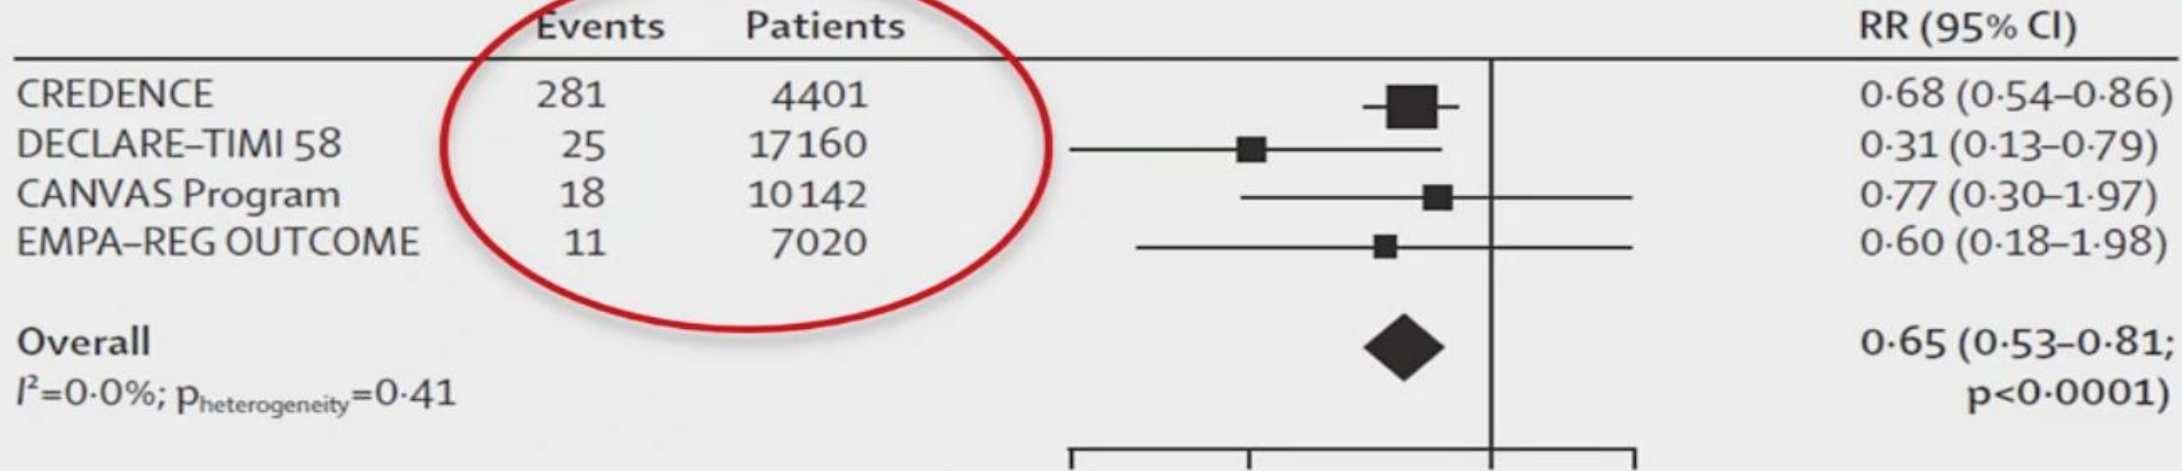 Events Patients RR (95% CI)
CREDENCE 281 4401 0·68 (0·54–0·86)
DECLARE–TIMI 58 25 17160 0·31 (0·13–0·79)
CANVAS Program 18 10142 0·77 (0·30–1·97)
EMPA–REG OUTCOME 11 7020 0·60 (0·18–1·98)
Overall 0·65 (0·53–0·81;
I²=0·0%; pheterogeneity=0·41 p<0·0001)